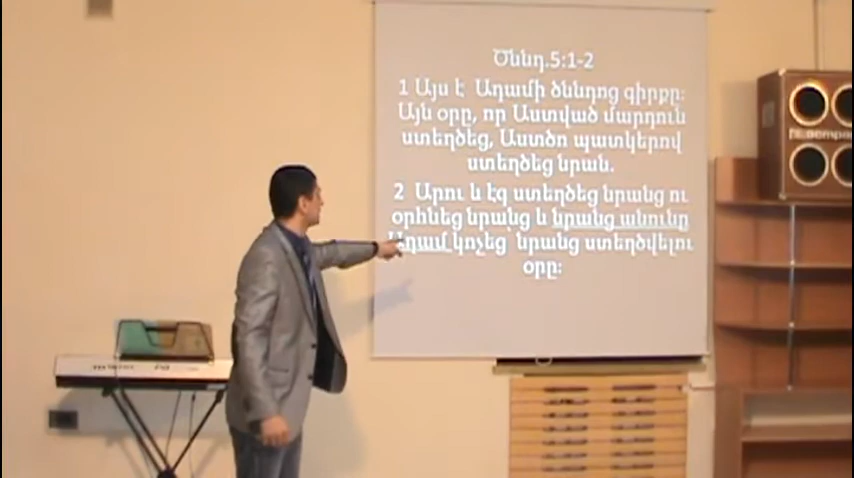 Ծննդ.5:1-2
1 Այս է Ադամի ծննդոց գիրքը։
Այն օրը, որ Աստված մարդուն
ստեղծեց, Աստծո պատկերով
ստեղծեց նրան.
2 Արու և էգ ստեղծեց նրանց ու
օրհնեց նրանց և նրանց անունը
Ադամ կոչեց՝ նրանց ստեղծվելու
օրը։